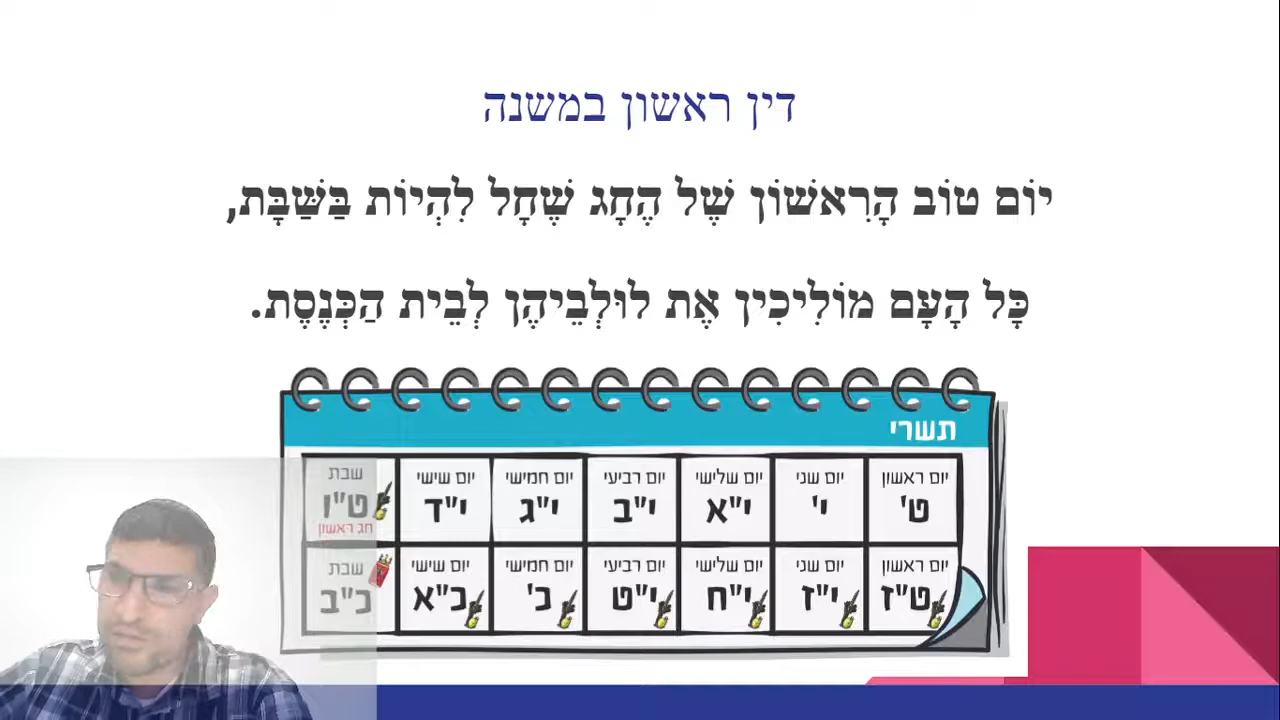 דין ראשון במשנה
יוֹם טוֹב הָרִאשׁוֹן שֶׁל הֶחָג שֶׁחָל לִהְיוֹת בַּשַּׁבָּת,
כָּל הָעָם מוֹלִיכִין אֶת לוּלְבֵיהֶן לְבֵית הַכְּנֶסֶת.
תשרי
יום ראשון יום שני יום שלישי יום רביעי יום חמישי יום שישי שבת
ט' י' י"א י"ב י"ג י"ד ט"ו
חג ראשון
יום ראשון יום שני יום שלישי יום רביעי יום חמישי יום שישי שבת
ט"ז י"ז י"ח י"ט כ' כ"א כ"ב